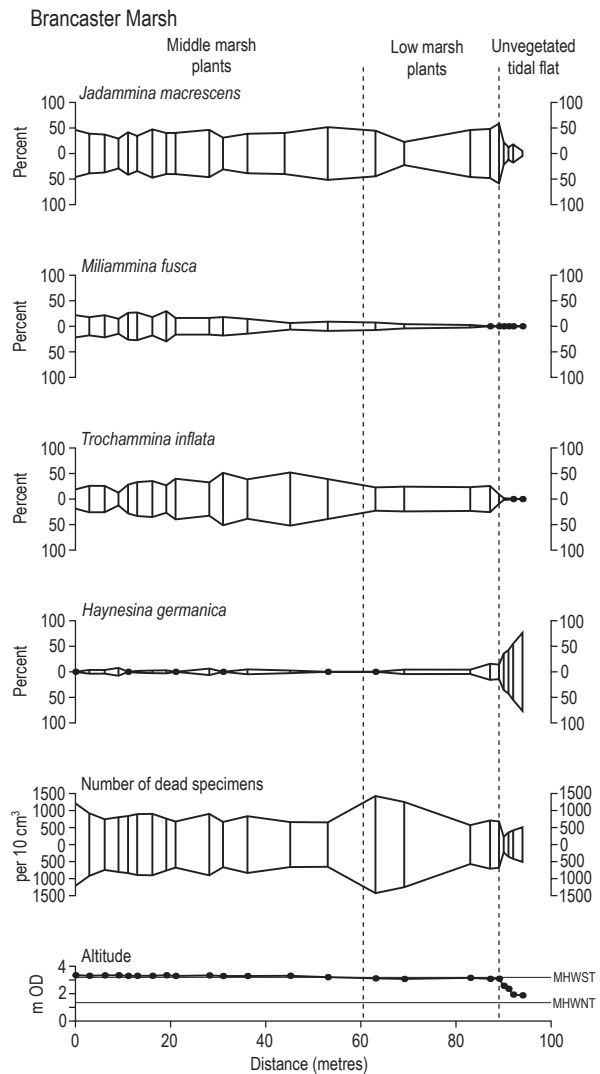 Brancaster Marsh
Middle marsh
plants
Low marsh
plants
Unvegetated
tidal flat
Jadammina macrescens
Percent
100
50
0
50
100
100
50
0
50
100
Miliammina fusca
Percent
100
50
0
50
100
100
50
0
50
100
Trochammina inflata
Percent
100
50
0
50
100
100
50
0
50
100
Haynesina germanica
Percent
100
50
0
50
100
100
50
0
50
100
Number of dead specimens
per 10 cm³
1500
1000
500
0
500
1000
1500
1500
1000
500
0
500
1000
1500
Altitude
m OD
4
2
0
MHWST
MHWNT
0
20
40
60
80
100
Distance (metres)